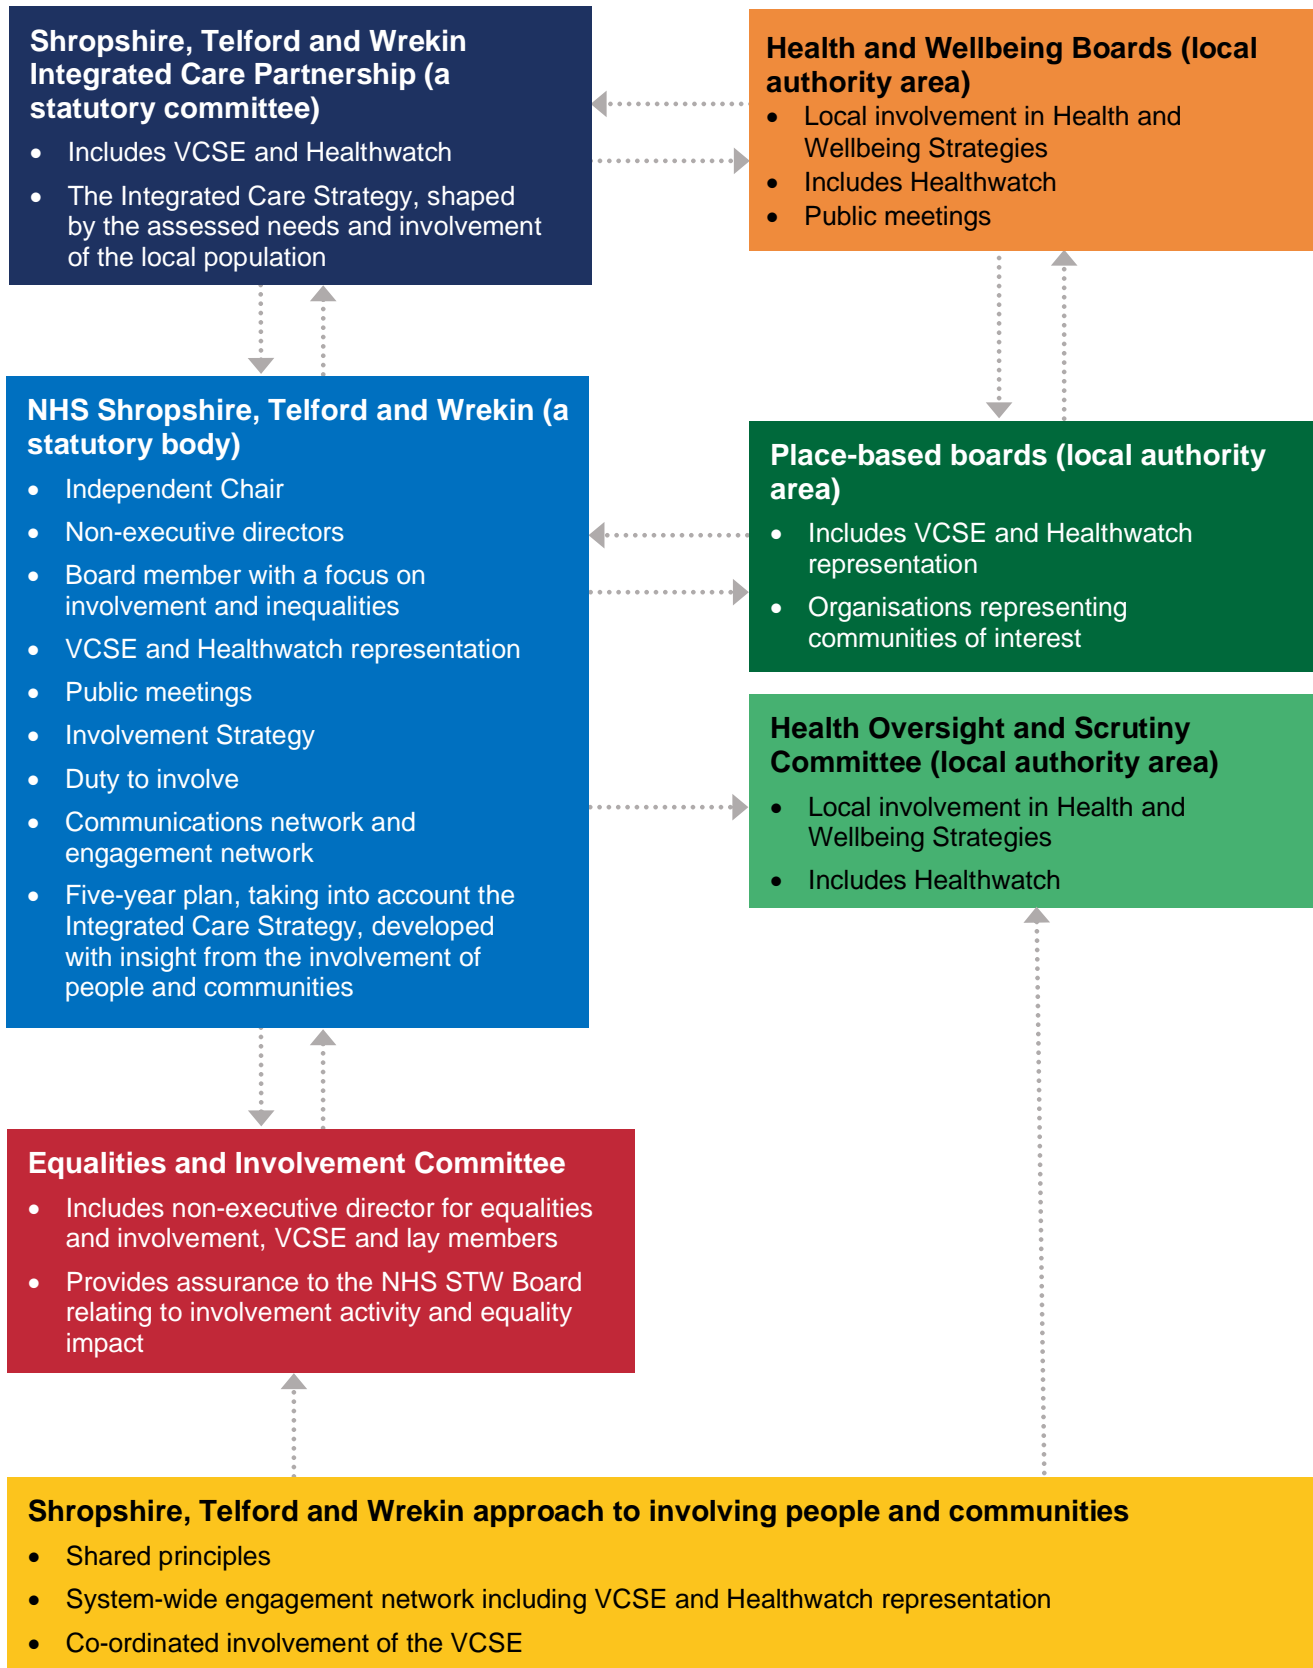 Shropshire, Telford and Wrekin
Integrated Care Partnership (a
statutory committee)
• Includes VCSE and Healthwatch
• The Integrated Care Strategy, shaped
by the assessed needs and involvement
of the local population
Health and Wellbeing Boards (local
authority area)
• Local involvement in Health and
Wellbeing Strategies
• Includes Healthwatch
• Public meetings
NHS Shropshire, Telford and Wrekin (a
statutory body)
• Independent Chair
• Non-executive directors
• Board member with a focus on
involvement and inequalities
• VCSE and Healthwatch representation
• Public meetings
• Involvement Strategy
• Duty to involve
• Communications network and
engagement network
• Five-year plan, taking into account the
Integrated Care Strategy, developed
with insight from the involvement of
people and communities
Place-based boards (local authority
area)
• Includes VCSE and Healthwatch
representation
• Organisations representing
communities of interest
Health Oversight and Scrutiny
Committee (local authority area)
• Local involvement in Health and
Wellbeing Strategies
• Includes Healthwatch
Equalities and Involvement Committee
• Includes non-executive director for equalities
and involvement, VCSE and lay members
• Provides assurance to the NHS STW Board
relating to involvement activity and equality
impact
Shropshire, Telford and Wrekin approach to involving people and communities
• Shared principles
• System-wide engagement network including VCSE and Healthwatch representation
• Co-ordinated involvement of the VCSE